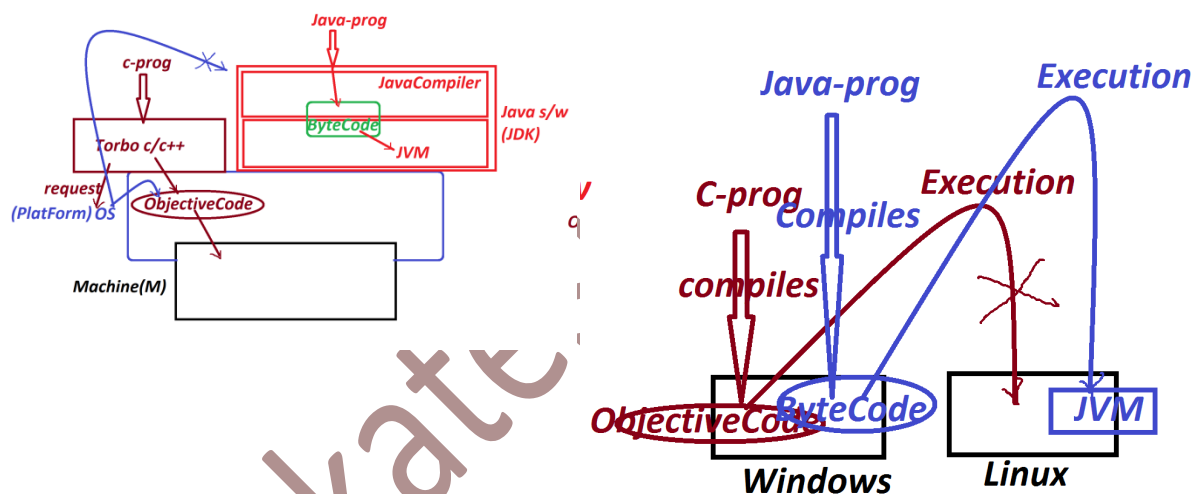 Java-prog
c-prog
JavaCompiler
Java s/w
(JDK)
ByteCode
Torbo c/c++
JVM
request
(PlatForm) OS
ObjectiveCode
Machine(M)
Java-prog
Execution
C-prog
Execution
Compiles
compiles
ObjectiveCode
ByteCode
JVM
Windows
Linux